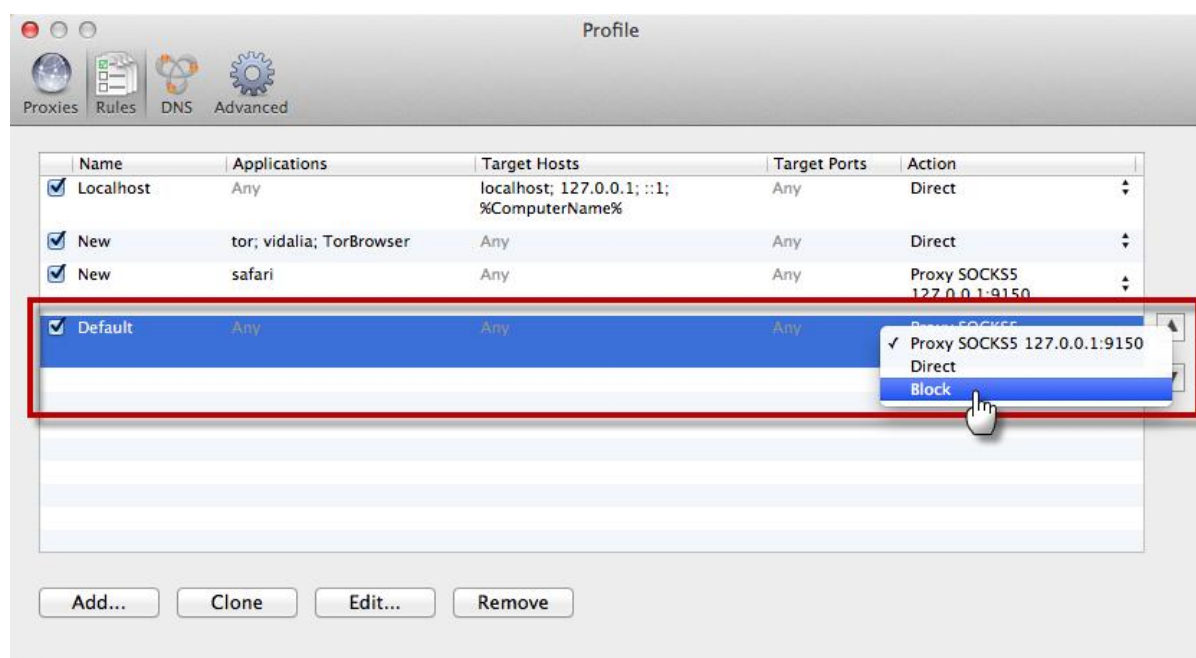 Profile
Proxies Rules DNS Advanced
Name Applications Target Hosts Target Ports Action
Localhost Any localhost; 127.0.0.1; ::1; Any Direct
%ComputerName%
New tor; vidalia; TorBrowser Any Any Direct
New safari Any Any Proxy SOCKS5
127.0.0.1:9150
Default Any Any Any Proxy SOCKS5
✓ Proxy SOCKS5 127.0.0.1:9150
Direct
Block
Add... Clone Edit... Remove